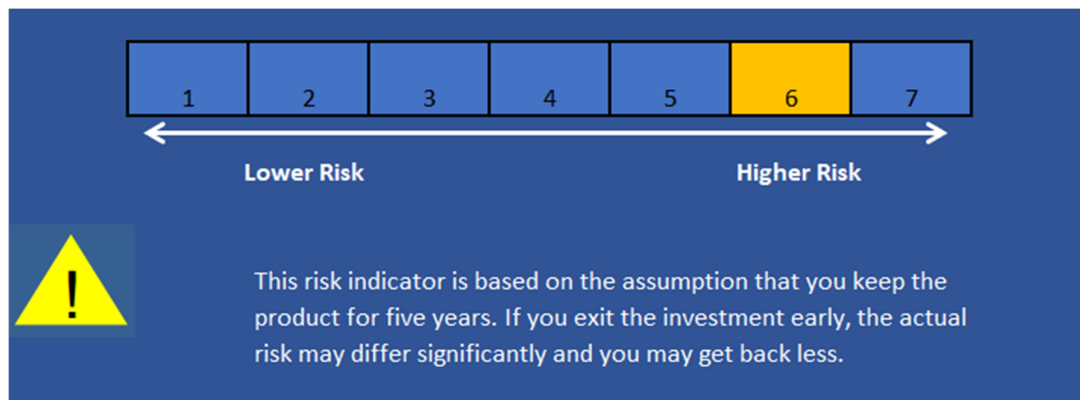 1 2 3 4 5 6 7
Lower Risk Higher Risk
!
This risk indicator is based on the assumption that you keep the
product for five years. If you exit the investment early, the actual
risk may differ significantly and you may get back less.